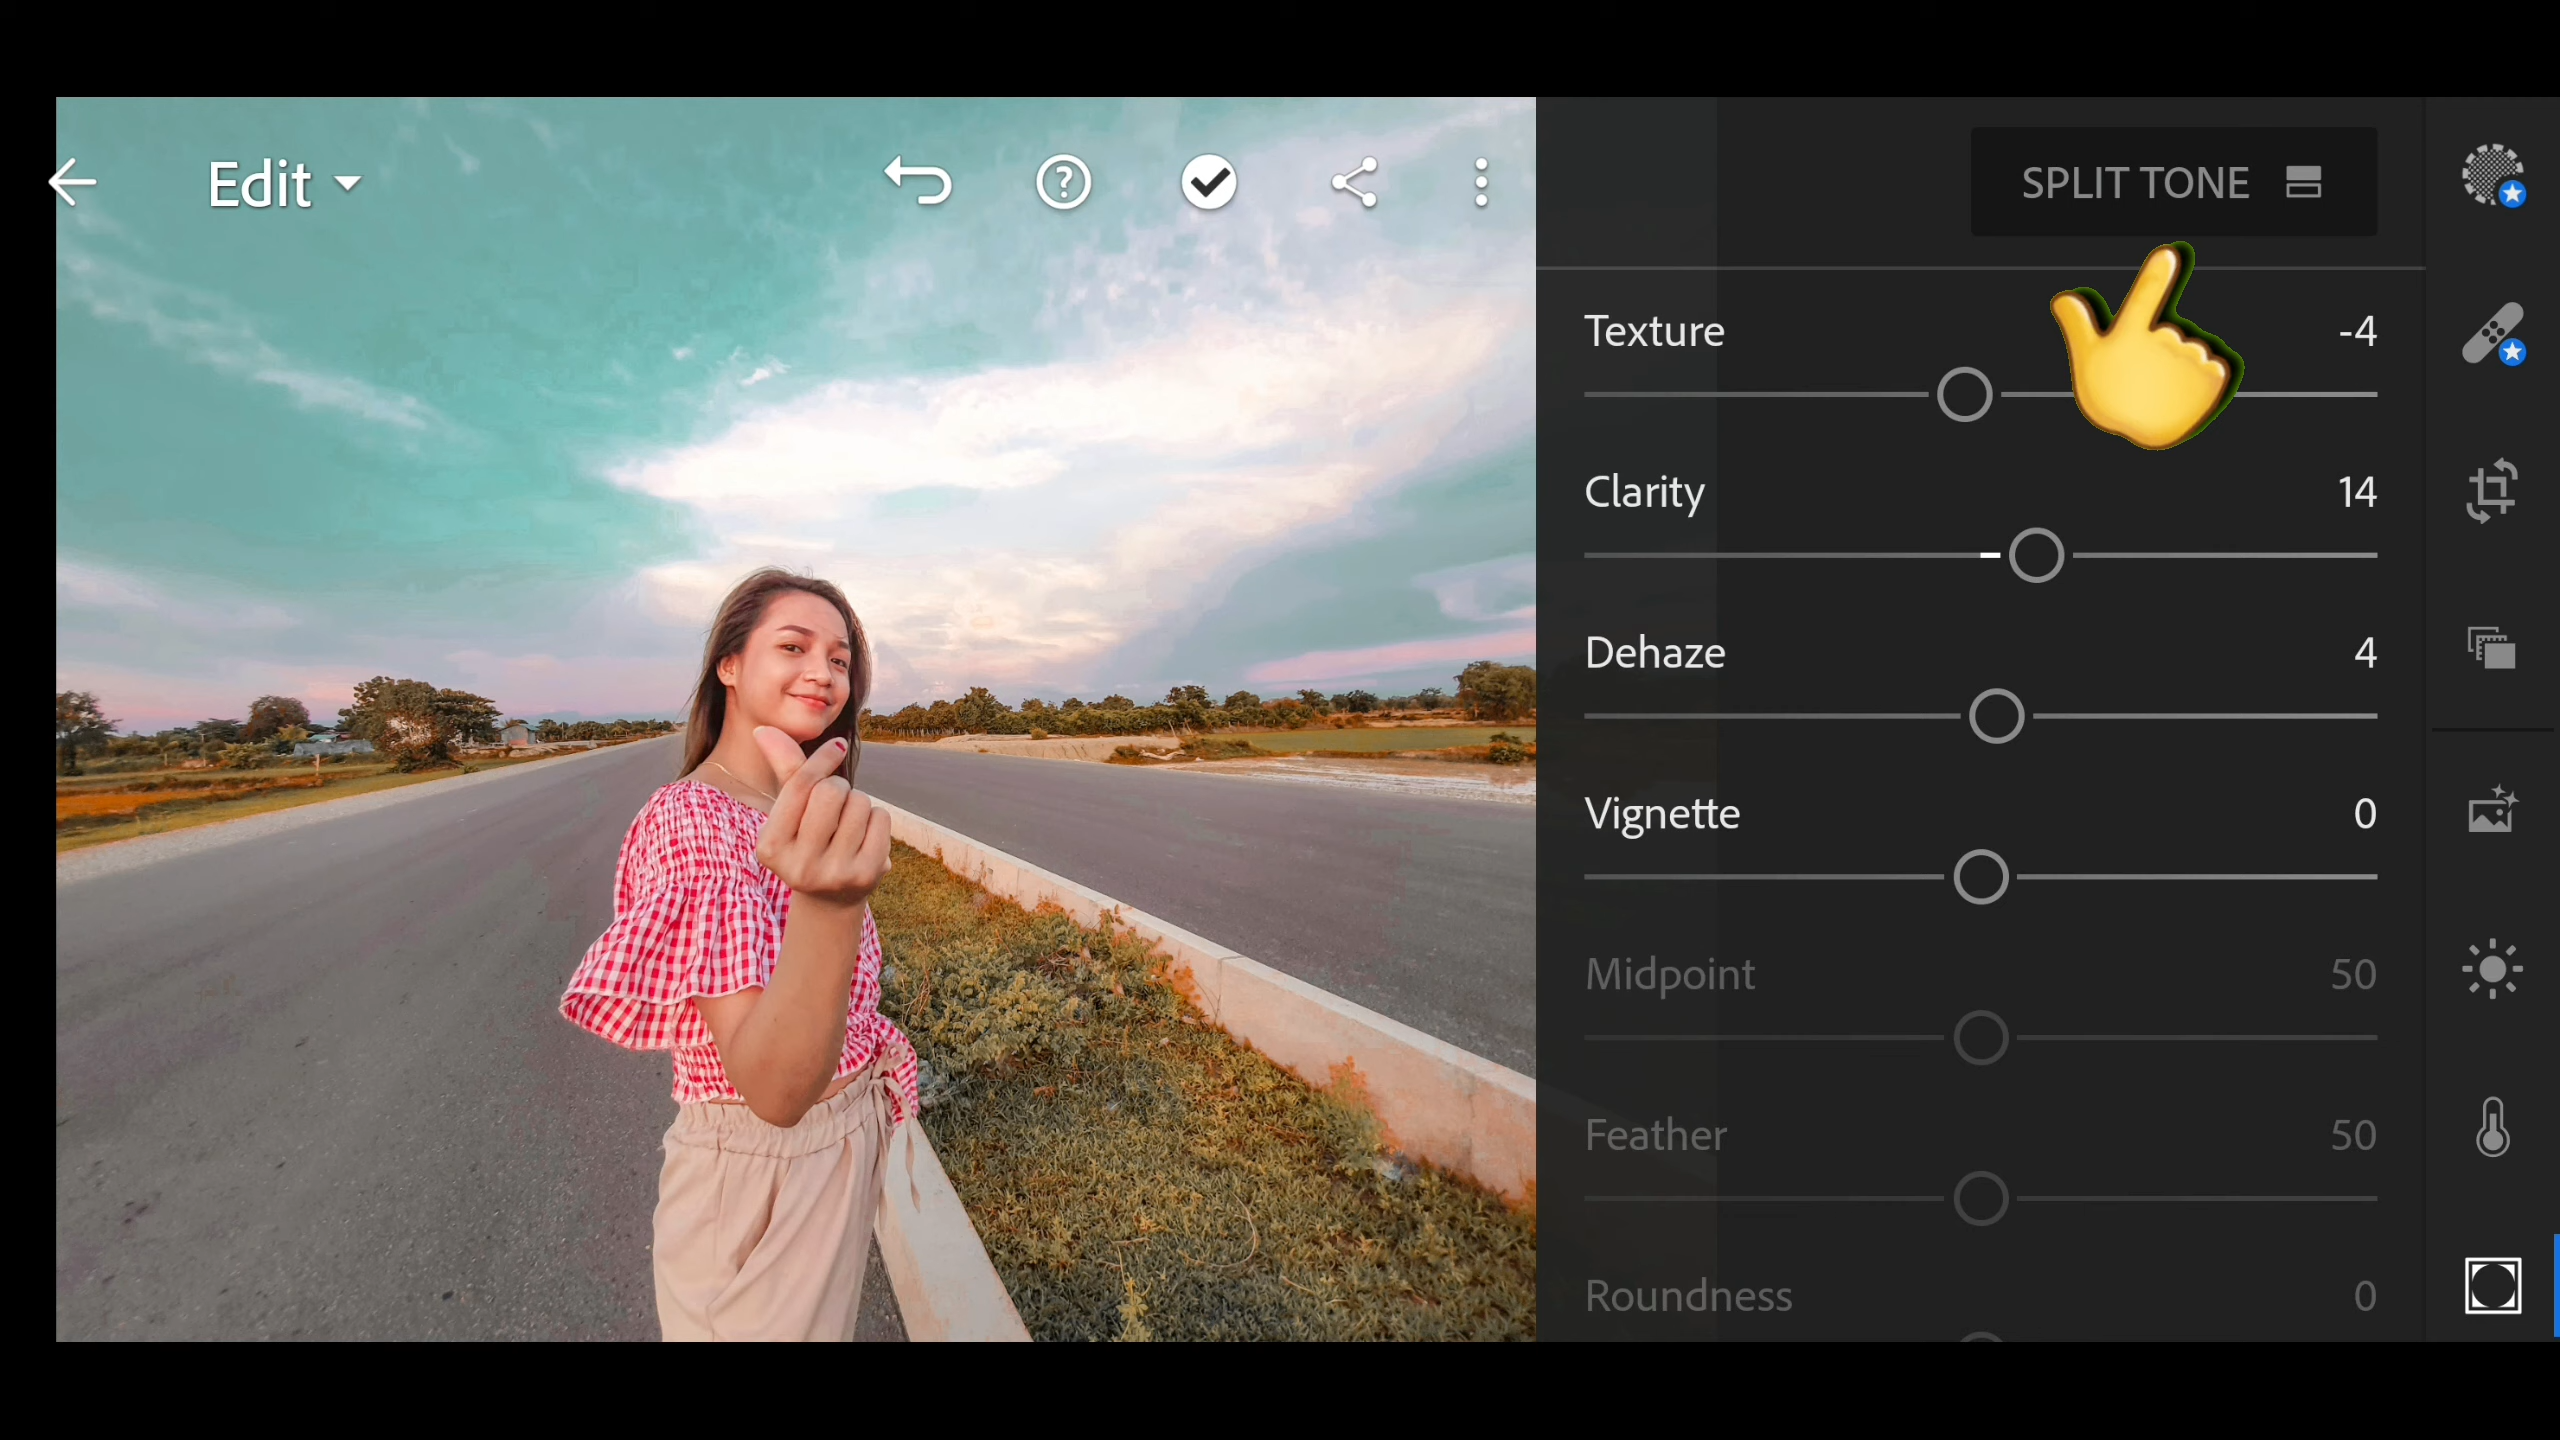 Edit
SPLIT TONE
Texture -4
Clarity 14
Dehaze 4
Vignette 0
Midpoint 50
Feather 50
Roundness 0